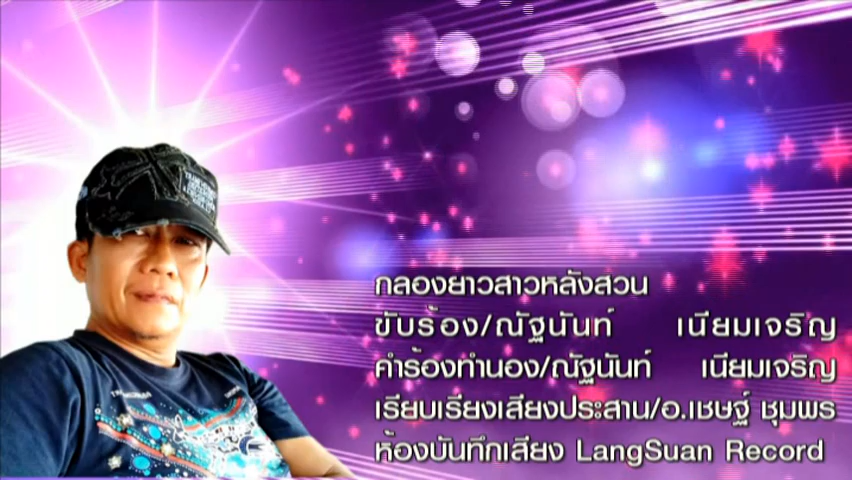 กลองยาวสาวหลังสวน
ขับร้อง/ณัฐนันท์ เนียมเจริญ
คำร้องทำนอง/ณัฐนันท์ เนียมเจริญ
เรียบเรียงเสียงประสาน/อ.เชษฐ์ ชุมพร
ห้องบันทึกเสียง LangSuan Record